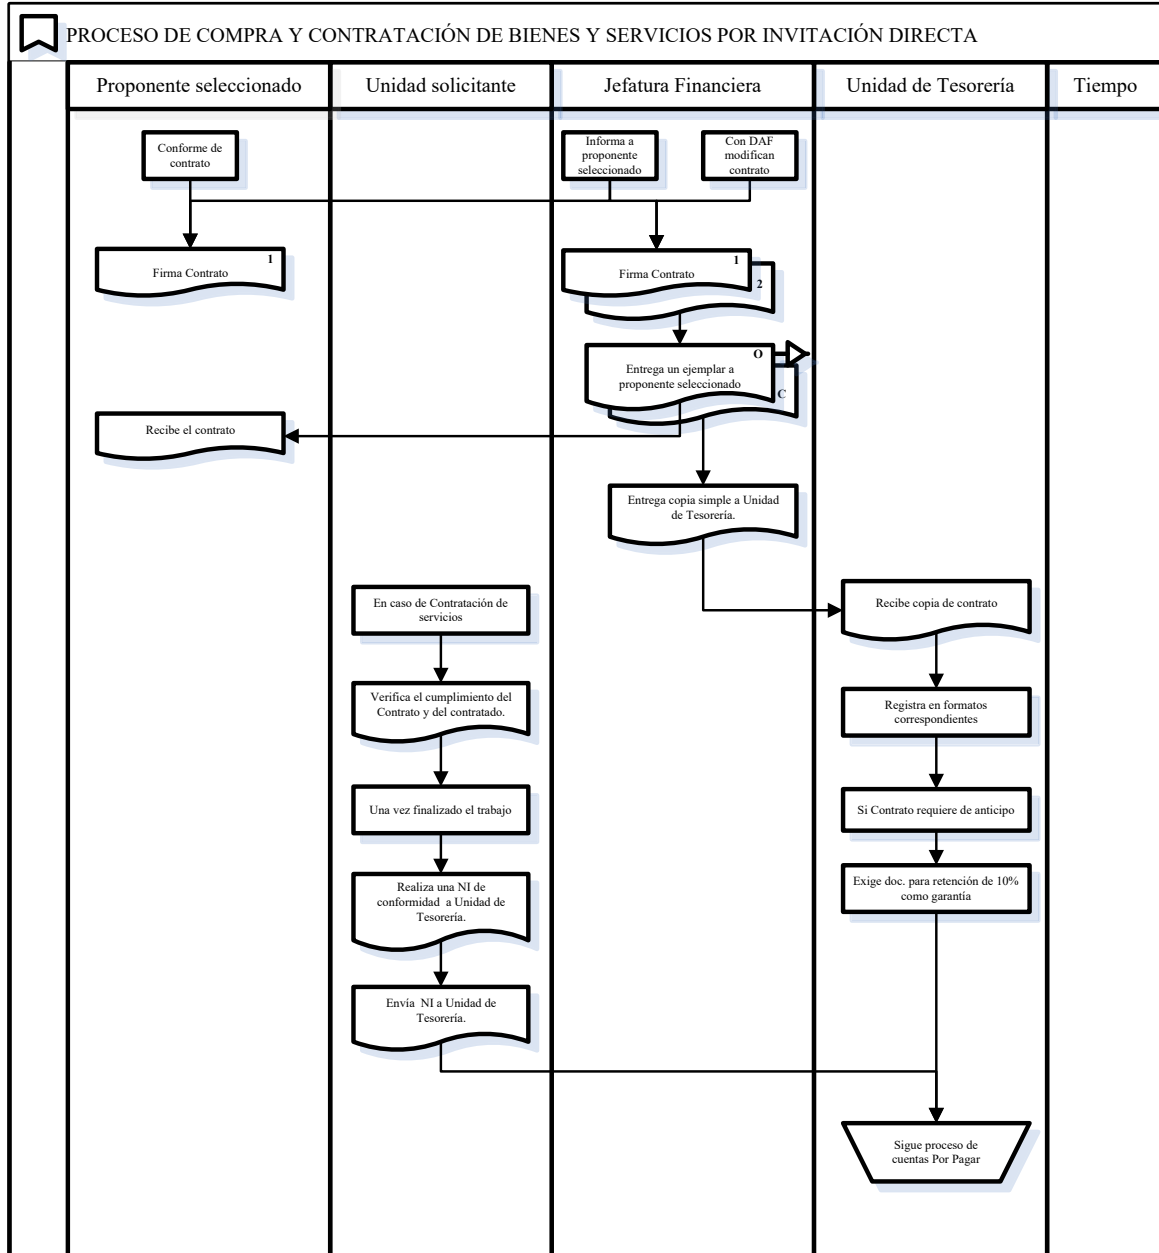 PROCESO DE COMPRA Y CONTRATACIÓN DE BIENES Y SERVICIOS POR INVITACIÓN DIRECTA
Proponente seleccionado
Unidad solicitante
Jefatura Financiera
Unidad de Tesorería
Tiempo
Conforme de
contrato
Informa a
proponente
seleccionado
Con DAF
modifican
contrato
1
Firma Contrato
1
Firma Contrato
2
O
Entrega un ejemplar a
proponente seleccionado
C
Recibe el contrato
Entrega copia simple a Unidad
de Tesorería.
En caso de Contratación de
servicios
Recibe copia de contrato
Verifica el cumplimiento del
Contrato y del contratado.
Registra en formatos
correspondientes
Una vez finalizado el trabajo
Si Contrato requiere de anticipo
Realiza una NI de
conformidad a Unidad de
Tesorería.
Exige doc. para retención de 10%
como garantía
Envía NI a Unidad de
Tesorería.
Sigue proceso de
cuentas Por Pagar